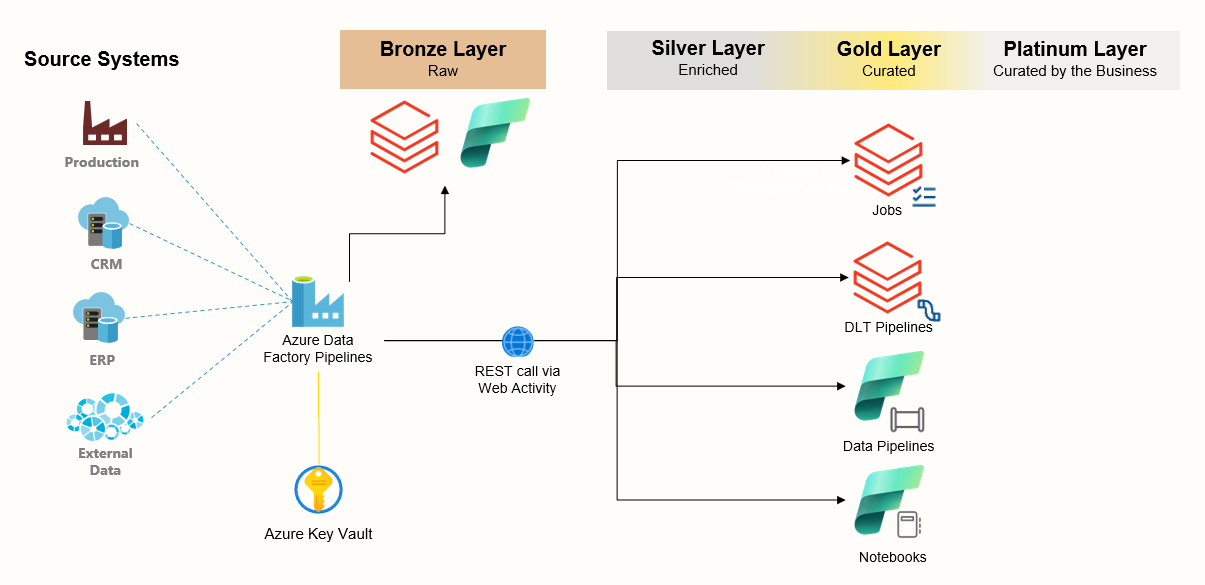 Source Systems
Bronze Layer
Raw
Silver Layer
Enriched
Gold Layer
Curated
Platinum Layer
Curated by the Business
Production
CRM
ERP
External
Data
Azure Data
Factory Pipelines
Azure Key Vault
REST call via
Web Activity
Jobs
DLT Pipelines
Data Pipelines
Notebooks